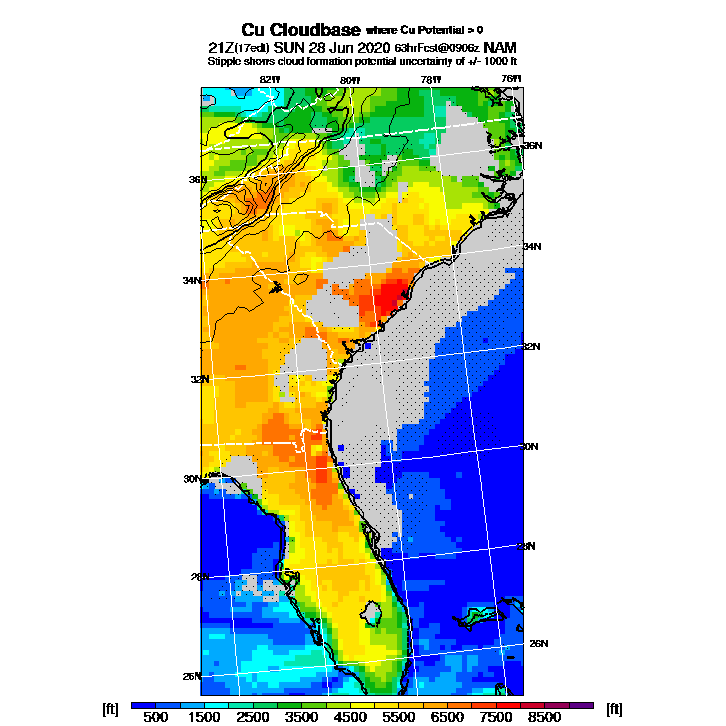 Cu Cloudbase where Cu Potential > 0
21Z(17edt) SUN 28 Jun 2020 63hrFcst@0906z NAM
Stipple shows cloud formation potential uncertainty of +/- 1000 ft
82W 80W 78W 76W
36N
36N
34N
34N
32N
32N
30N
30N
28N
28N
26N
26N
[ft] 500 1500 2500 3500 4500 5500 6500 7500 8500 [ft]